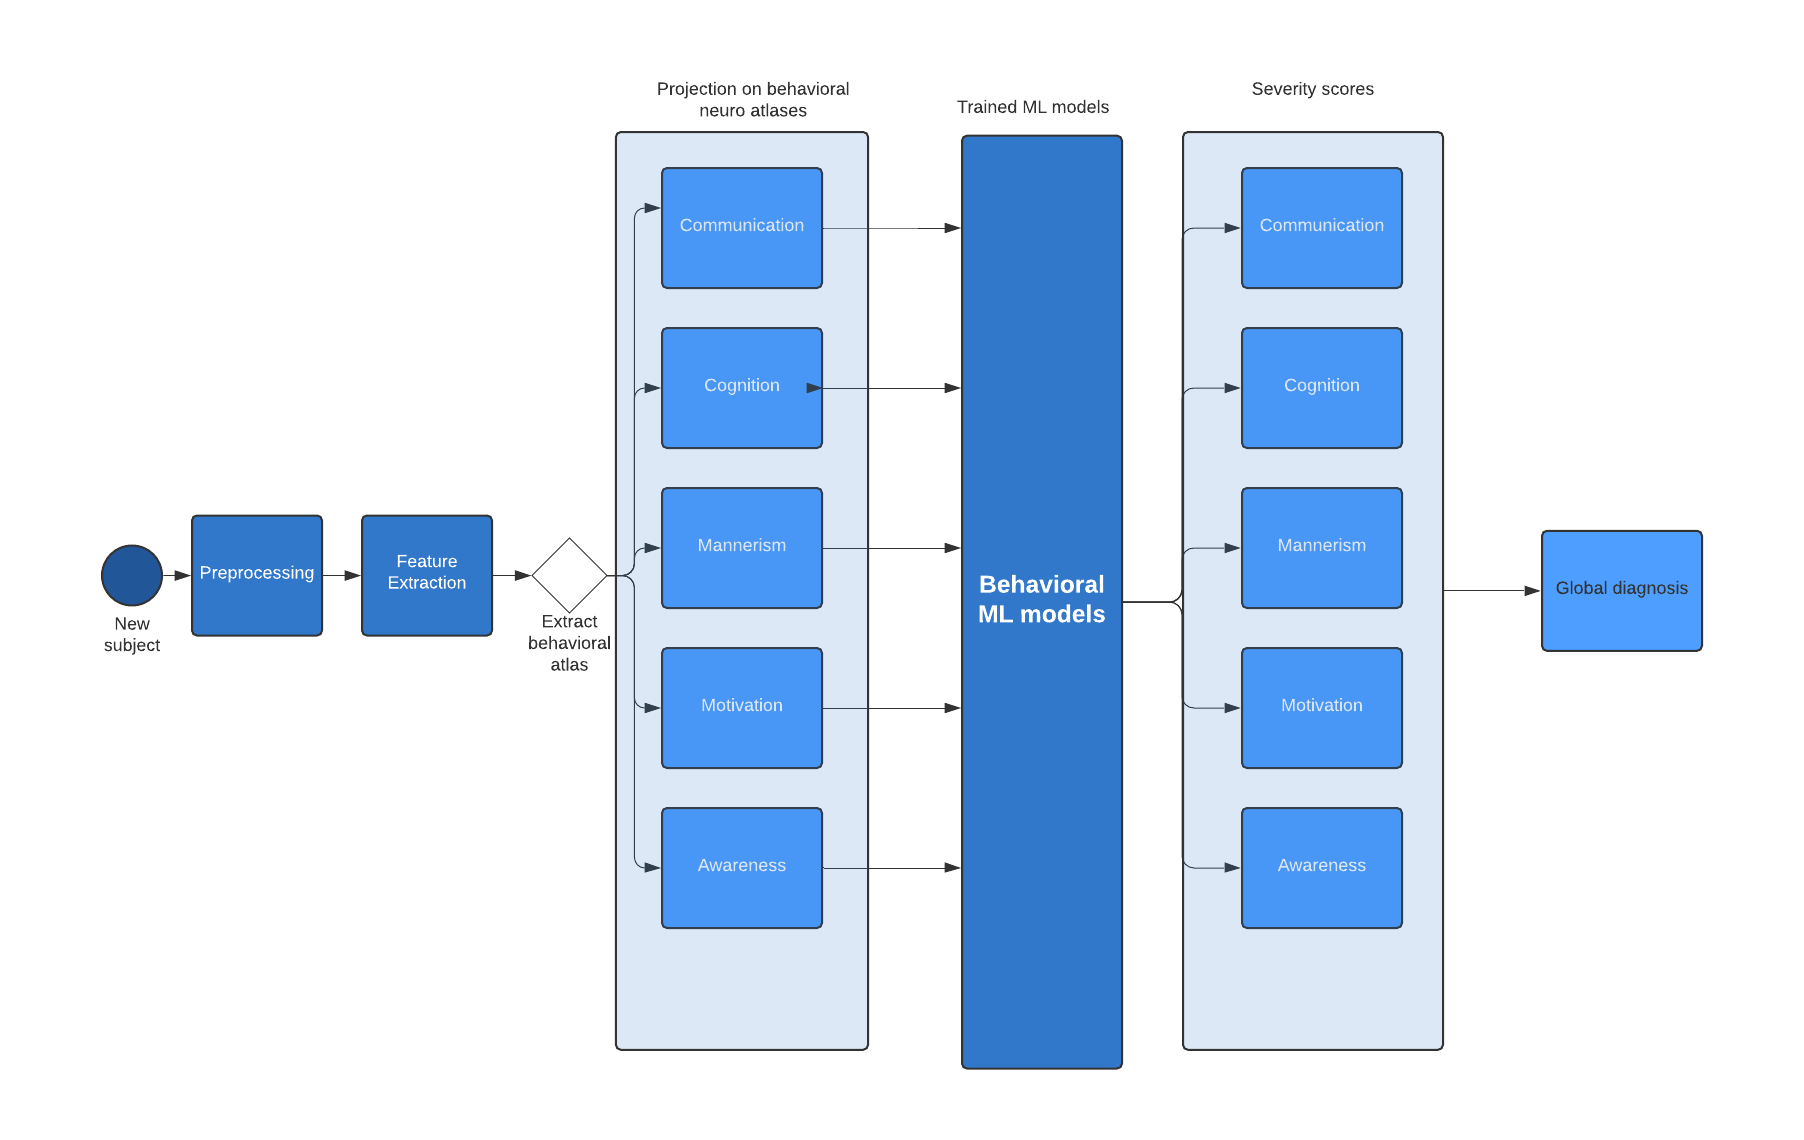 Projection on behavioral
neuro atlases
Trained ML models
Severity scores
Communication
Cognition
Mannerism
Motivation
Awareness
New
subject
Preprocessing
Feature
Extraction
Extract
behavioral
atlas
Behavioral
ML models
Communication
Cognition
Mannerism
Motivation
Awareness
Global diagnosis